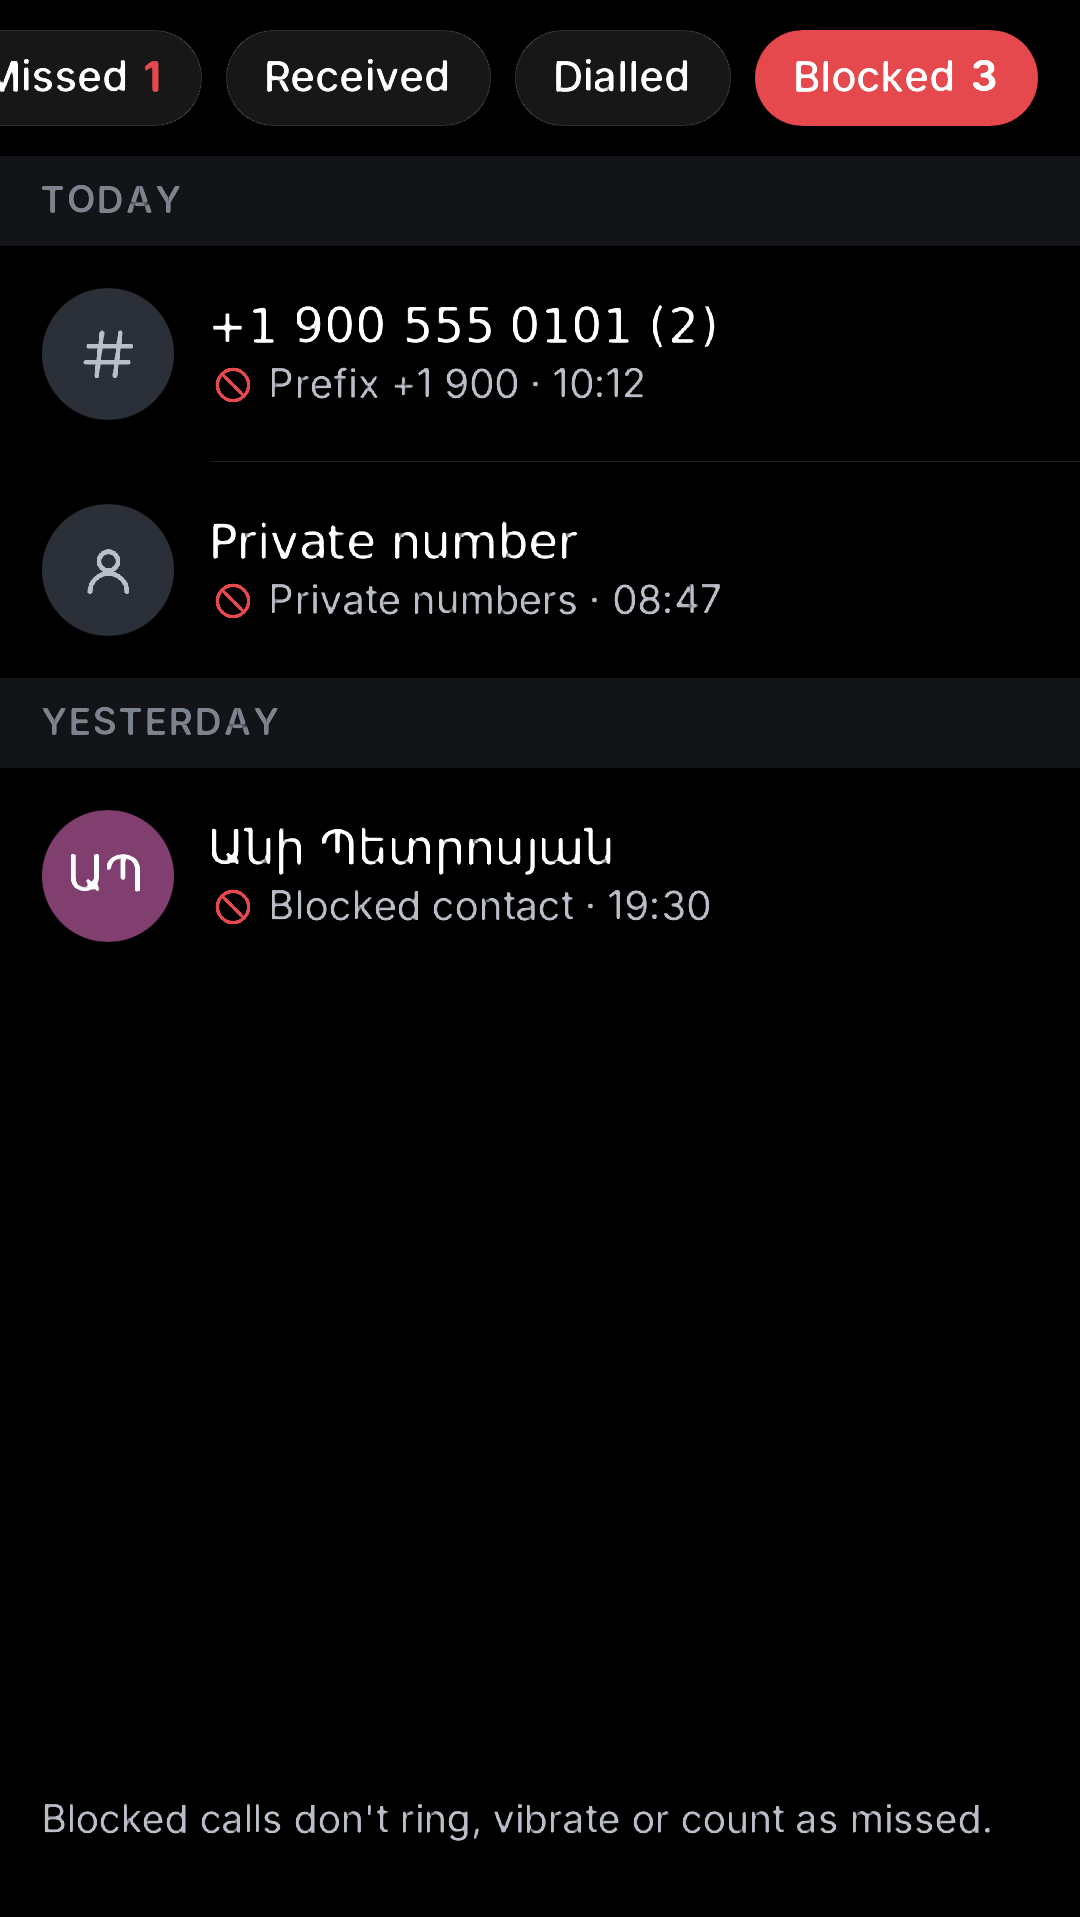 Missed 1
Received
Dialled
Blocked 3
TODAY
+1 900 555 0101 (2)
Prefix +1 900 · 10:12
Private number
Private numbers · 08:47
YESTERDAY
ԱՊ
Անի Պետրոսյան
Blocked contact · 19:30
Blocked calls don't ring, vibrate or count as missed.